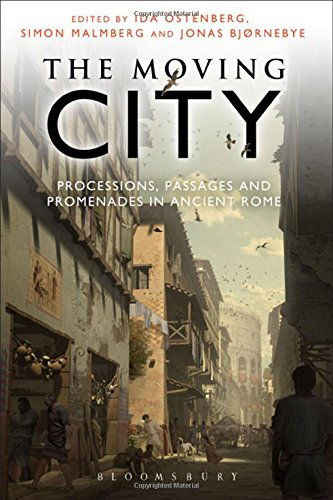 EDITED BY IDA ÖSTENBERG,
SIMON MALMBERG AND JONAS BJØRNEBYE
THE MOVING
CITY
PROCESSIONS, PASSAGES AND
PROMENADES IN ANCIENT ROME
BLOOMSBURY